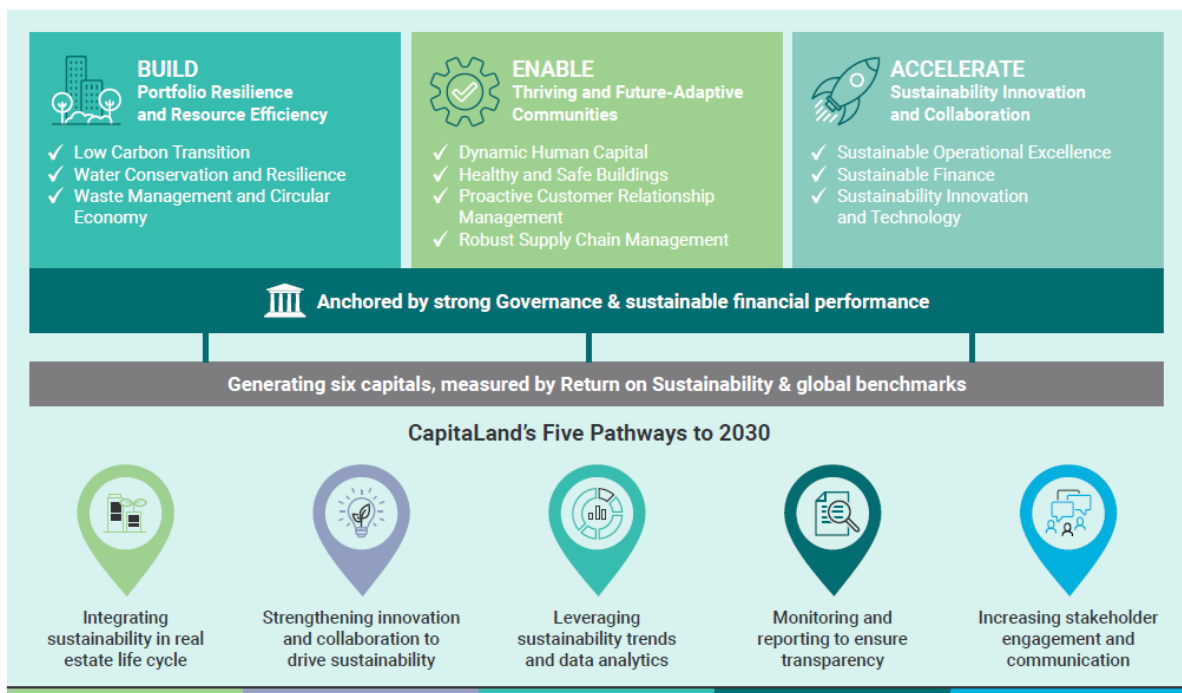 BUILD
Portfolio Resilience
and Resource Efficiency
Low Carbon Transition
Water Conservation and Resilience
Waste Management and Circular
Economy
ENABLE
Thriving and Future-Adaptive
Communities
Dynamic Human Capital
Healthy and Safe Buildings
Proactive Customer Relationship
Management
Robust Supply Chain Management
ACCELERATE
Sustainability Innovation
and Collaboration
Sustainable Operational Excellence
Sustainable Finance
Sustainability Innovation
and Technology
Anchored by strong Governance & sustainable financial performance
Generating six capitals, measured by Return on Sustainability & global benchmarks
CapitaLand’s Five Pathways to 2030
Integrating
sustainability in real
estate life cycle
Strengthening innovation
and collaboration to
drive sustainability
Leveraging
sustainability trends
and data analytics
Monitoring and
reporting to ensure
transparency
Increasing stakeholder
engagement and
communication